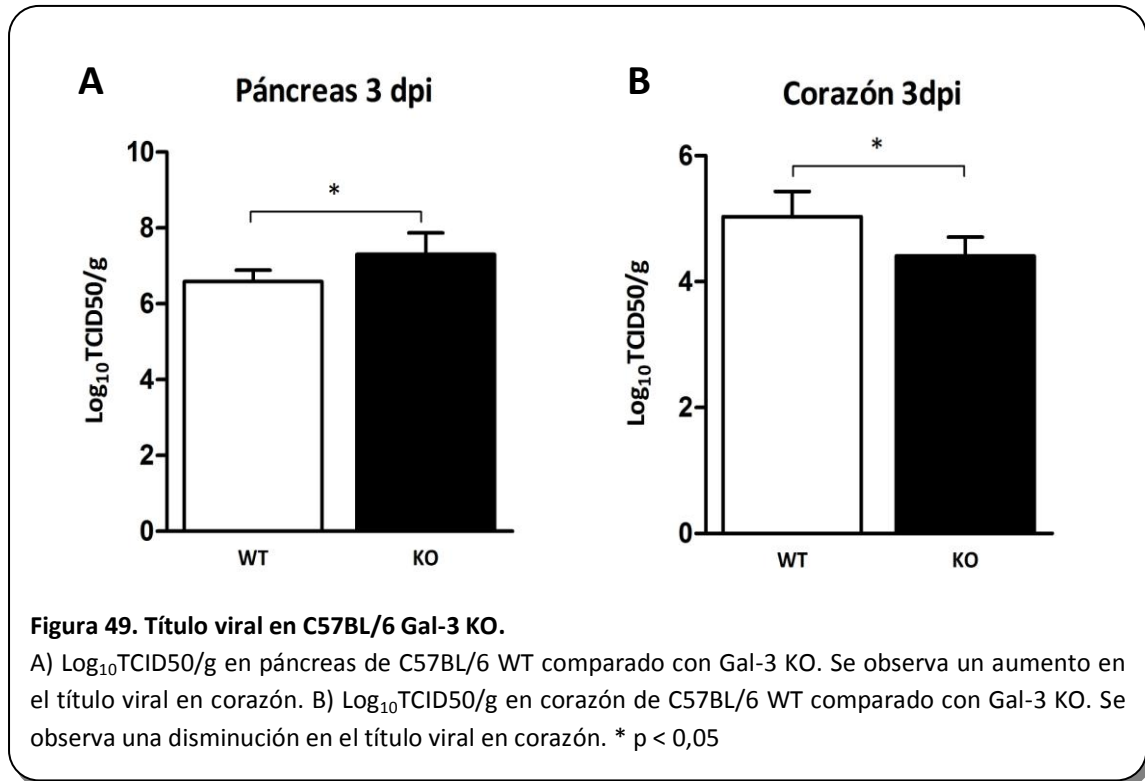 A
Páncreas 3 dpi
Log₁₀TCID50/g
10
8
6
4
2
0
*
WT
KO
B
Corazón 3dpi
Log₁₀TCID50/g
6
4
2
0
*
WT
KO
Figura 49. Título viral en C57BL/6 Gal-3 KO.
A) Log₁₀TCID50/g en páncreas de C57BL/6 WT comparado con Gal-3 KO. Se observa un aumento en
el título viral en corazón. B) Log₁₀TCID50/g en corazón de C57BL/6 WT comparado con Gal-3 KO. Se
observa una disminución en el título viral en corazón. * p < 0,05